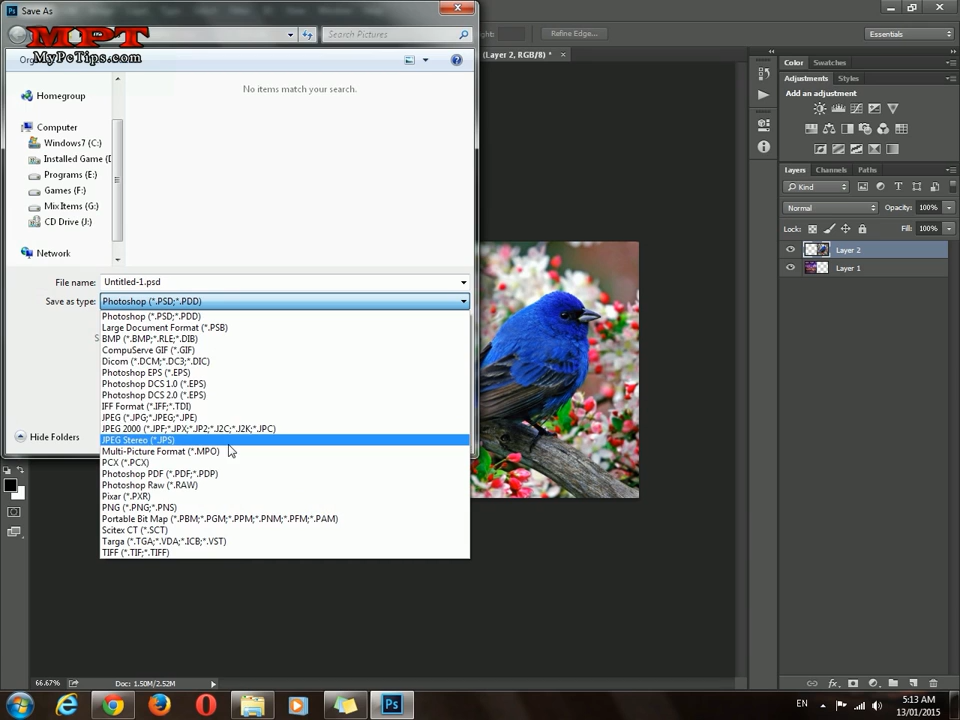 Save As
MPT
MyPcTips.com
Search Pictures
Refine Edge...
Essentials
(Layer 2, RGB/8) *
No items match your search.
Homegroup
Computer
Windows7 (C:)
Installed Game (D
Programs (E:)
Games (F:)
Mix Items (G:)
CD Drive (J:)
Network
File name:
Untitled-1.psd
Save as type:
Photoshop (*.PSD;*.PDD)
Photoshop (*.PSD;*.PDD)
Large Document Format (*.PSB)
BMP (*.BMP;*.RLE;*.DIB)
CompuServe GIF (*.GIF)
Dicom (*.DCM;*.DC3;*.DIC)
Photoshop EPS (*.EPS)
Photoshop DCS 1.0 (*.EPS)
Photoshop DCS 2.0 (*.EPS)
IFF Format (*.IFF;*.TDI)
JPEG (*.JPG;*.JPEG;*.JPE)
JPEG 2000 (*.JPF;*.JPX;*.JP2;*.J2C;*.J2K;*.JPC)
JPEG Stereo (*.JPS)
Multi-Picture Format (*.MPO)
PCX (*.PCX)
Photoshop PDF (*.PDF;*.PDP)
Photoshop Raw (*.RAW)
Pixar (*.PXR)
PNG (*.PNG;*.PNS)
Portable Bit Map (*.PBM;*.PGM;*.PPM;*.PNM;*.PFM;*.PAM)
Scitex CT (*.SCT)
Targa (*.TGA;*.VDA;*.ICB;*.VST)
TIFF (*.TIF;*.TIFF)
Hide Folders
Color
Swatches
Adjustments
Styles
Add an adjustment
Layers
Channels
Paths
Kind
Normal
Opacity:
100%
Lock:
Fill:
100%
Layer 2
Layer 1
66.67%
Doc: 1.50M/2.52M
EN
5:13 AM
13/01/2015